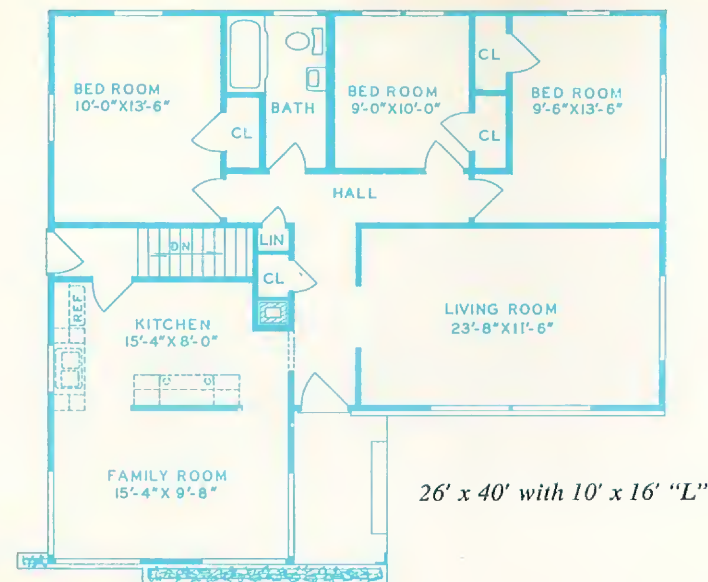 BED ROOM
10'-0"X13'-6"
CL
BATH
BED ROOM
9'-0"X10'-0"
CL
CL
BED ROOM
9'-6"X13'-6"
HALL
DN
LIN
CL
REF.
KITCHEN
15'-4"X8'-0"
LIVING ROOM
23'-8"X11'-6"
FAMILY ROOM
15'-4"X 9'-8"
26' x 40' with 10' x 16' "L"